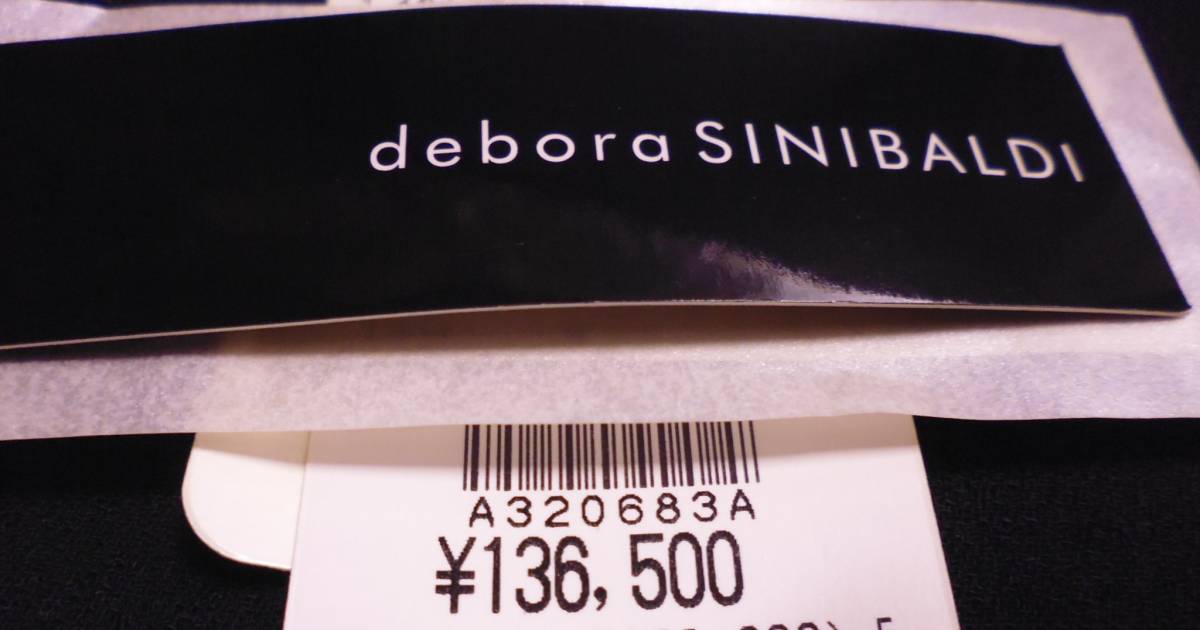 debora SINIBALDI
A320683A
¥136,500